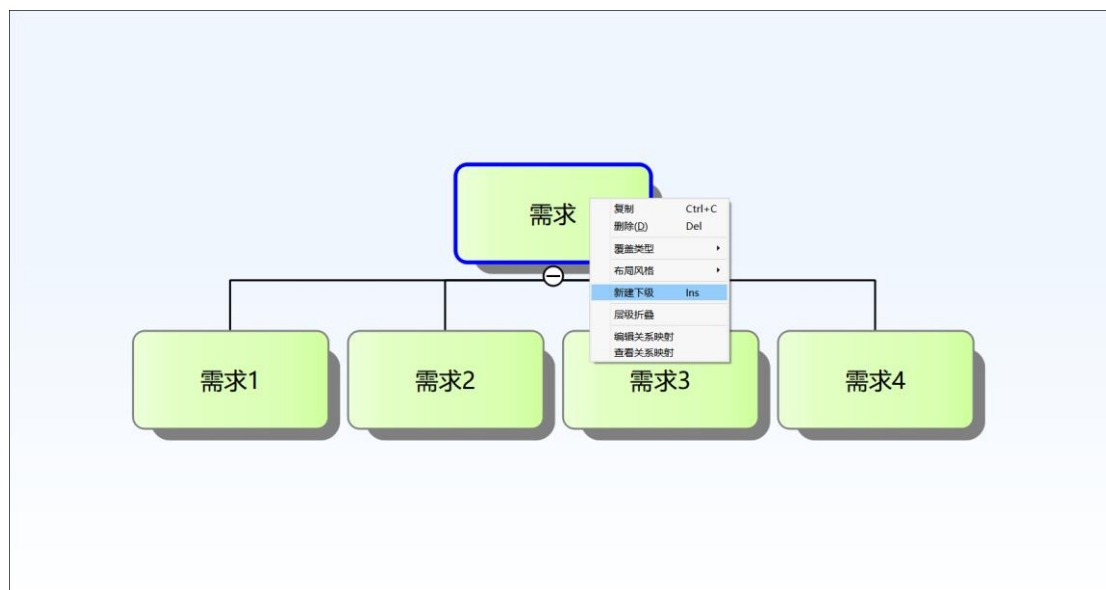 需求
复制 Ctrl+C
删除(D) Del
覆盖类型
布局风格
新建下级 Ins
层级折叠
编辑关系映射
查看关系映射
需求1
需求2
需求3
需求4